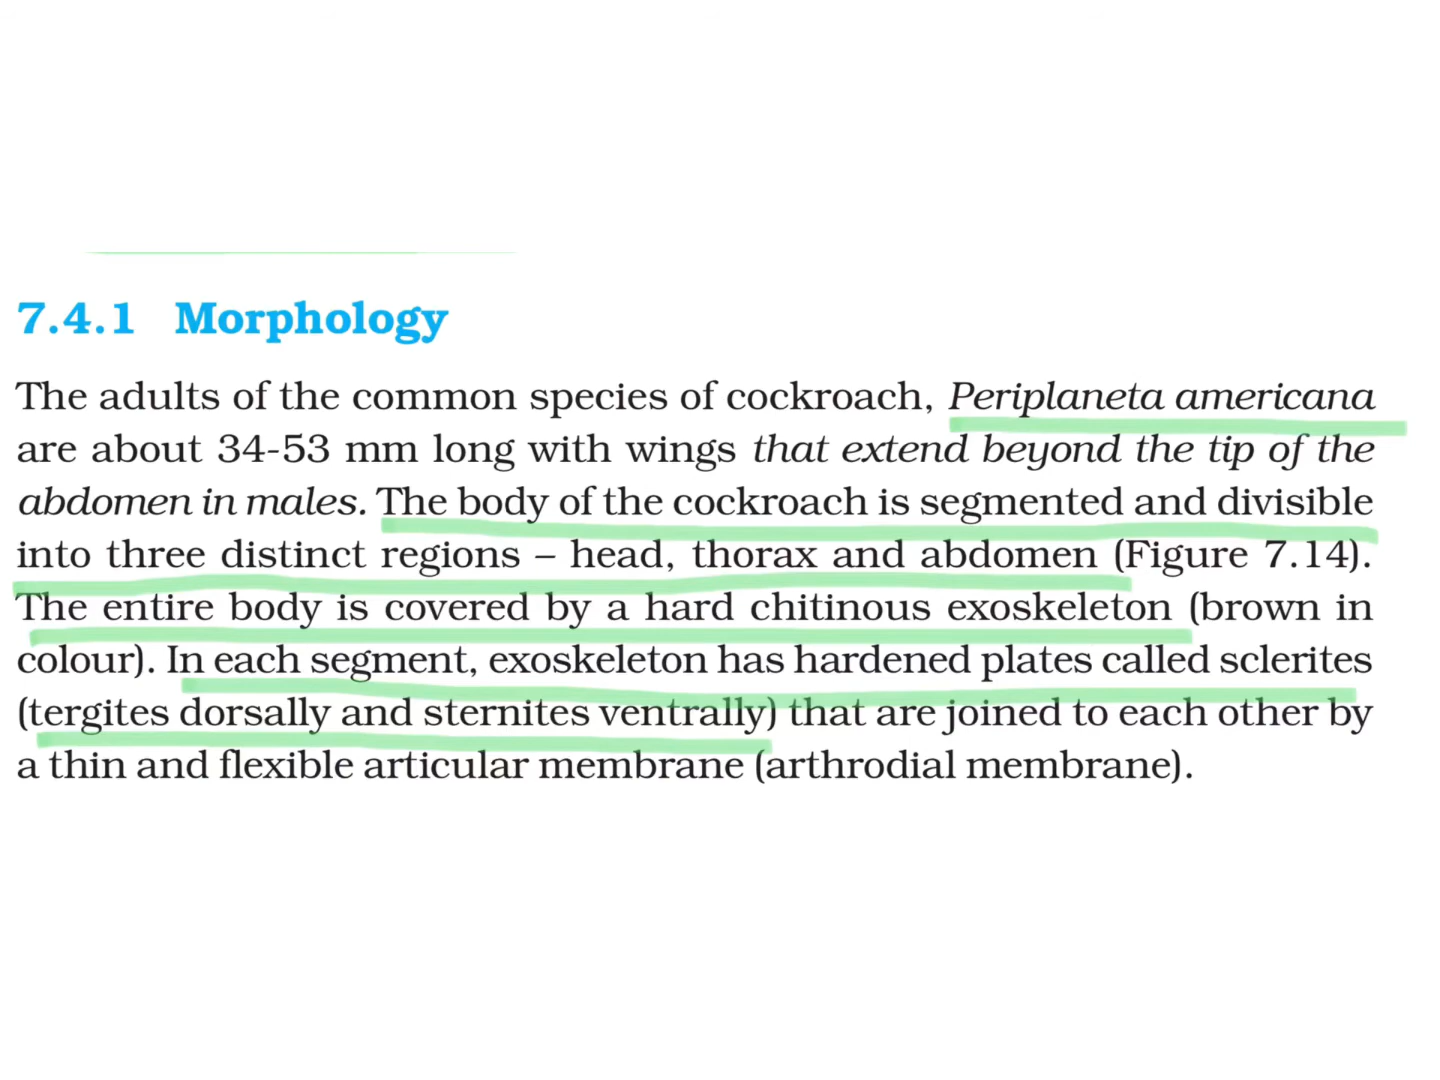 7.4.1 Morphology
The adults of the common species of cockroach, Periplaneta americana
are about 34-53 mm long with wings that extend beyond the tip of the
abdomen in males. The body of the cockroach is segmented and divisible
into three distinct regions – head, thorax and abdomen (Figure 7.14).
The entire body is covered by a hard chitinous exoskeleton (brown in
colour). In each segment, exoskeleton has hardened plates called sclerites
(tergites dorsally and sternites ventrally) that are joined to each other by
a thin and flexible articular membrane (arthrodial membrane).